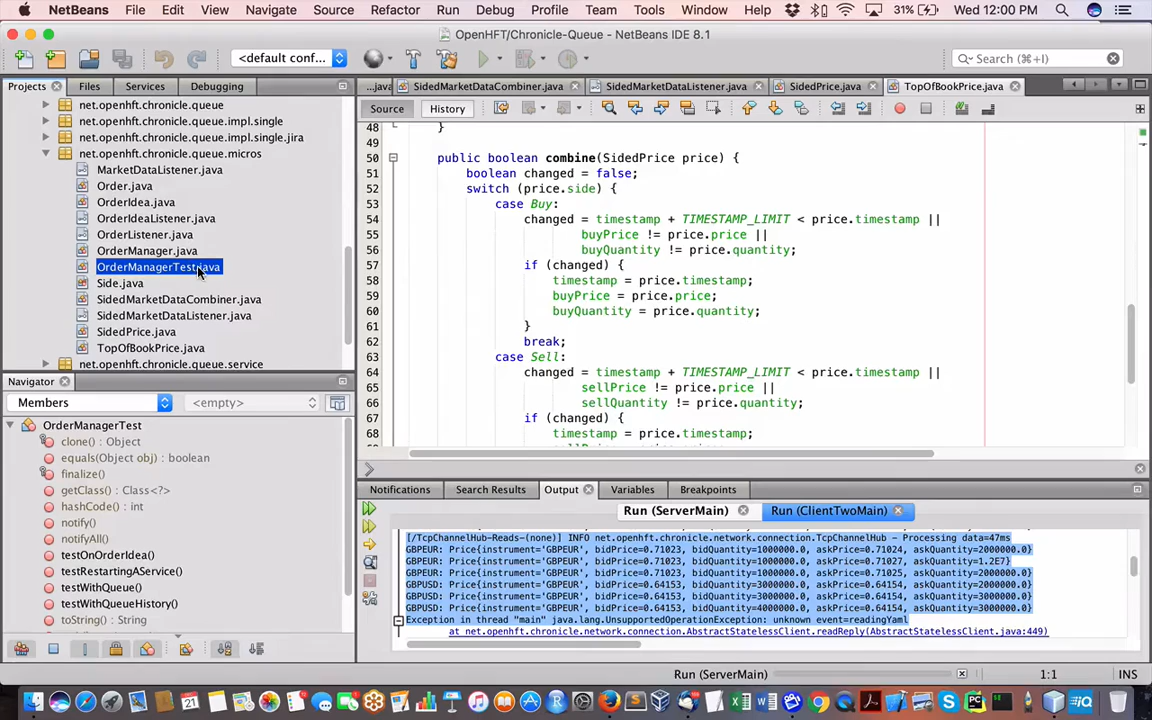 NetBeans File Edit View Navigate Source Refactor Run Debug Profile Team Tools Window Help 31% Wed 12:00 PM
OpenHFT/Chronicle-Queue - NetBeans IDE 8.1
<default conf... Search (⌘+I)
Projects Files Services Debugging
...java SidedMarketDataCombiner.java SidedMarketDataListener.java SidedPrice.java TopOfBookPrice.java
Source History
net.openhft.chronicle.queue
net.openhft.chronicle.queue.impl.single
net.openhft.chronicle.queue.impl.single.jira
net.openhft.chronicle.queue.micros
MarketDataListener.java
Order.java
OrderIdea.java
OrderIdeaListener.java
OrderListener.java
OrderManager.java
OrderManagerTest.java
Side.java
SidedMarketDataCombiner.java
SidedMarketDataListener.java
SidedPrice.java
TopOfBookPrice.java
net.openhft.chronicle.queue.service
48 }
49
50 public boolean combine(SidedPrice price) {
51 boolean changed = false;
52 switch (price.side) {
53 case Buy:
54 changed = timestamp + TIMESTAMP_LIMIT < price.timestamp ||
55 buyPrice != price.price ||
56 buyQuantity != price.quantity;
57 if (changed) {
58 timestamp = price.timestamp;
59 buyPrice = price.price;
60 buyQuantity = price.quantity;
61 }
62 break;
63 case Sell:
64 changed = timestamp + TIMESTAMP_LIMIT < price.timestamp ||
65 sellPrice != price.price ||
66 sellQuantity != price.quantity;
67 if (changed) {
68 timestamp = price.timestamp;
Navigator
Members <empty>
OrderManagerTest
clone() : Object
equals(Object obj) : boolean
finalize()
getClass() : Class<?>
hashCode() : int
notify()
notifyAll()
testOnOrderIdea()
testRestartingAService()
testWithQueue()
testWithQueueHistory()
toString() : String
Notifications Search Results Output Variables Breakpoints
Run (ServerMain) Run (ClientTwoMain)
[/TcpChannelHub-Reads-(none)] INFO net.openhft.chronicle.network.connection.TcpChannelHub - Processing data=47ms
GBPEUR: Price{instrument='GBPEUR', bidPrice=0.71023, bidQuantity=1000000.0, askPrice=0.71024, askQuantity=2000000.0}
GBPEUR: Price{instrument='GBPEUR', bidPrice=0.71023, bidQuantity=1000000.0, askPrice=0.71024, askQuantity=1.2E7}
GBPEUR: Price{instrument='GBPEUR', bidPrice=0.71023, bidQuantity=1000000.0, askPrice=0.71025, askQuantity=2000000.0}
GBPUSD: Price{instrument='GBPEUR', bidPrice=0.64153, bidQuantity=3000000.0, askPrice=0.64154, askQuantity=2000000.0}
GBPUSD: Price{instrument='GBPEUR', bidPrice=0.64153, bidQuantity=3000000.0, askPrice=0.64154, askQuantity=3000000.0}
GBPUSD: Price{instrument='GBPEUR', bidPrice=0.64153, bidQuantity=4000000.0, askPrice=0.64154, askQuantity=3000000.0}
Exception in thread "main" java.lang.UnsupportedOperationException: unknown event=readingYaml
at net.openhft.chronicle.network.connection.AbstractStatelessClient.readReply(AbstractStatelessClient.java:449)
Run (ServerMain) 1:1 INS